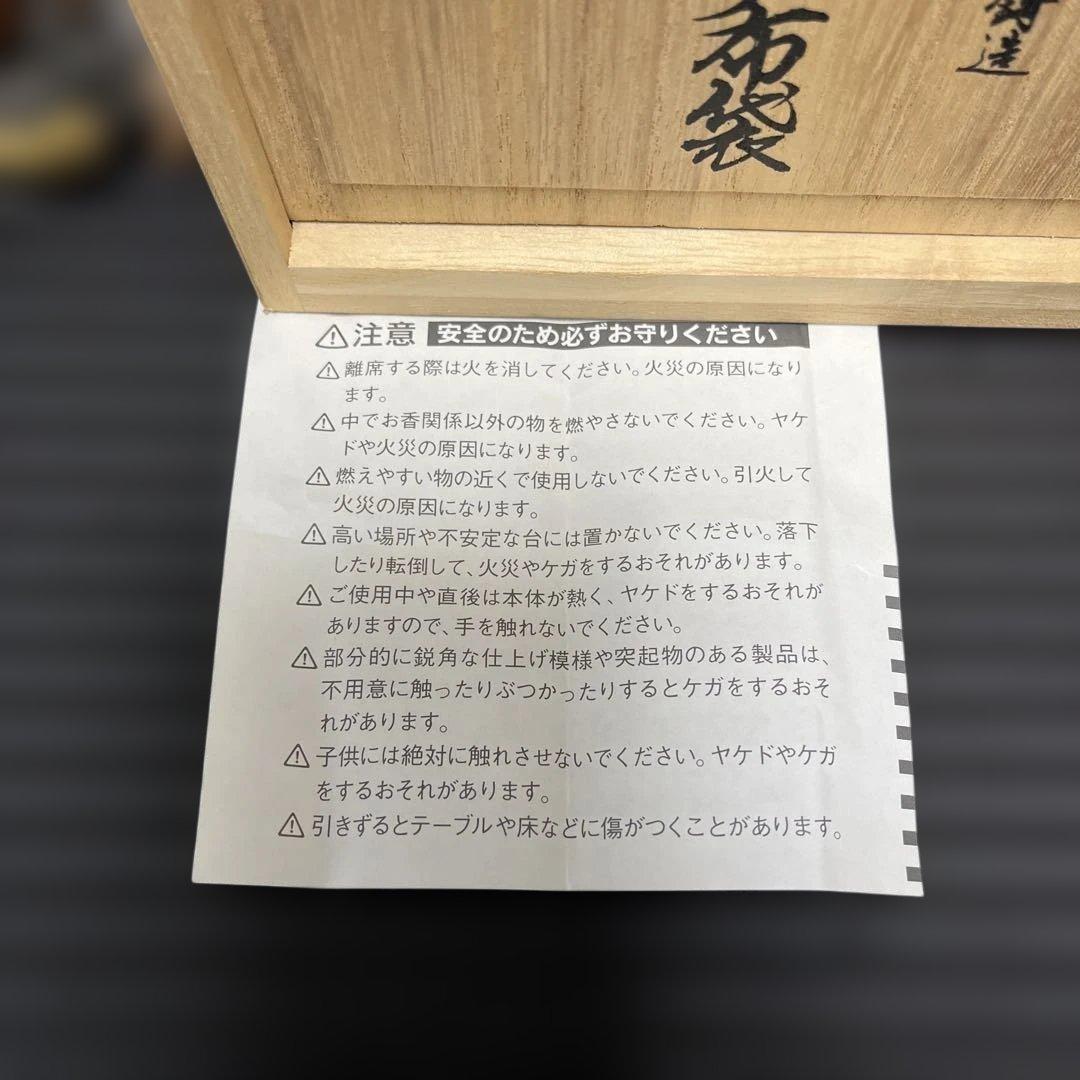 鋳造
布袋
⚠注意 安全のため必ずお守りください
⚠離席する際は火を消してください。火災の原因になり
ます。
⚠中でお香関係以外の物を燃やさないでください。ヤケ
ドや火災の原因になります。
⚠燃えやすい物の近くで使用しないでください。引火して
火災の原因になります。
⚠高い場所や不安定な台には置かないでください。落下
したり転倒して、火災やケガをするおそれがあります。
⚠ご使用中や直後は本体が熱く、ヤケドをするおそれが
ありますので、手を触れないでください。
⚠部分的に鋭角な仕上げ模様や突起物のある製品は、
不用意に触ったりぶつかったりするとケガをするおそ
れがあります。
⚠子供には絶対に触れさせないでください。ヤケドやケガ
をするおそれがあります。
⚠引きずるとテーブルや床などに傷がつくことがあります。